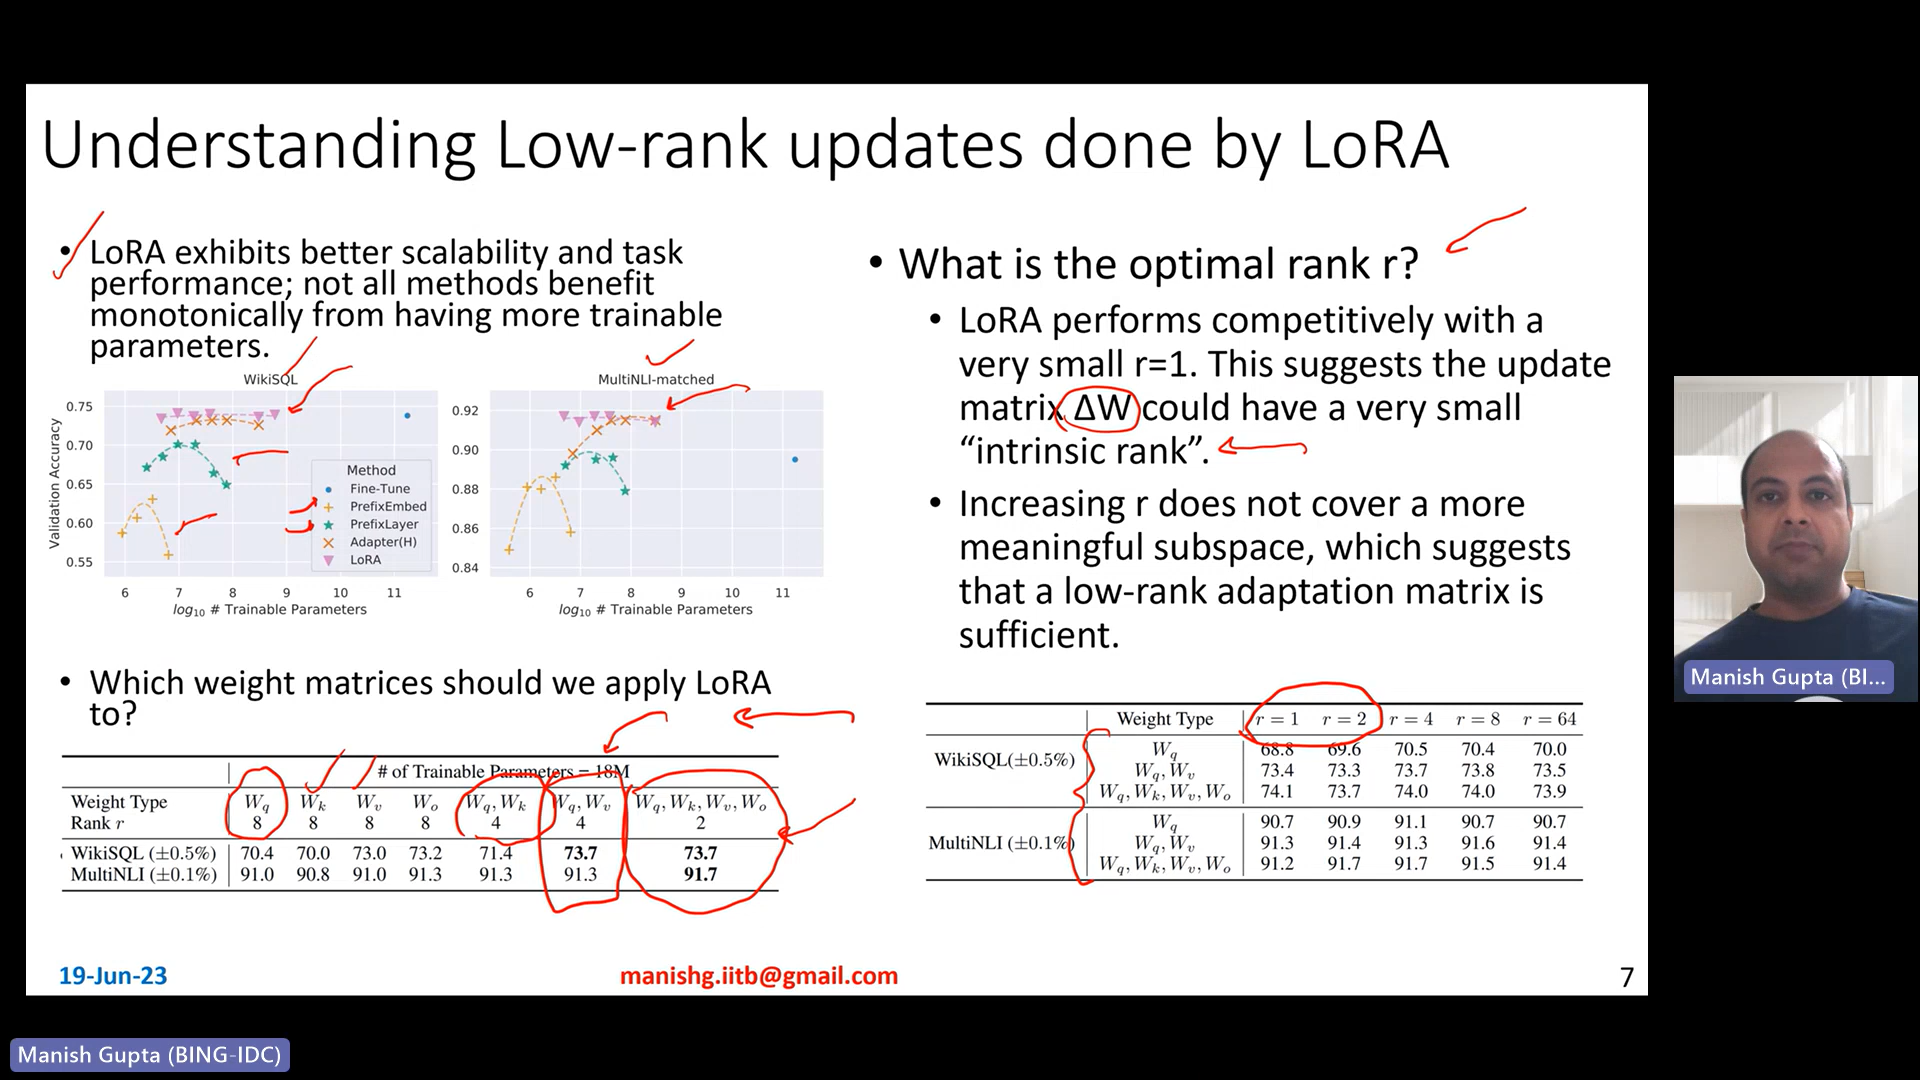 Understanding Low-rank updates done by LoRA
• LoRA exhibits better scalability and task
performance; not all methods benefit
monotonically from having more trainable
parameters.
WikiSQL
Validation Accuracy
0.75
0.70
0.65
0.60
0.55
6 7 8 9 10 11
log10 # Trainable Parameters
Method
Fine-Tune
PrefixEmbed
PrefixLayer
Adapter(H)
LoRA
MultiNLI-matched
0.92
0.90
0.88
0.86
0.84
6 7 8 9 10 11
log10 # Trainable Parameters
• Which weight matrices should we apply LoRA
to?
# of Trainable Parameters = 18M
Weight Type Wq Wk Wv Wo Wq, Wk Wq, Wv Wq, Wk, Wv, Wo
Rank r 8 8 8 8 4 4 2
WikiSQL (±0.5%) 70.4 70.0 73.0 73.2 71.4 73.7 73.7
MultiNLI (±0.1%) 91.0 90.8 91.0 91.3 91.3 91.3 91.7
• What is the optimal rank r?
• LoRA performs competitively with a
very small r=1. This suggests the update
matrix ΔW could have a very small
“intrinsic rank”.
• Increasing r does not cover a more
meaningful subspace, which suggests
that a low-rank adaptation matrix is
sufficient.
Weight Type r = 1 r = 2 r = 4 r = 8 r = 64
WikiSQL(±0.5%)
Wq 68.8 69.6 70.5 70.4 70.0
Wq, Wv 73.4 73.3 73.7 73.8 73.5
Wq, Wk, Wv, Wo 74.1 73.7 74.0 74.0 73.9
MultiNLI (±0.1%)
Wq 90.7 90.9 91.1 90.7 90.7
Wq, Wv 91.3 91.4 91.3 91.6 91.4
Wq, Wk, Wv, Wo 91.2 91.7 91.7 91.5 91.4
19-Jun-23
manishg.iitb@gmail.com
7
Manish Gupta (BI...
Manish Gupta (BING-IDC)